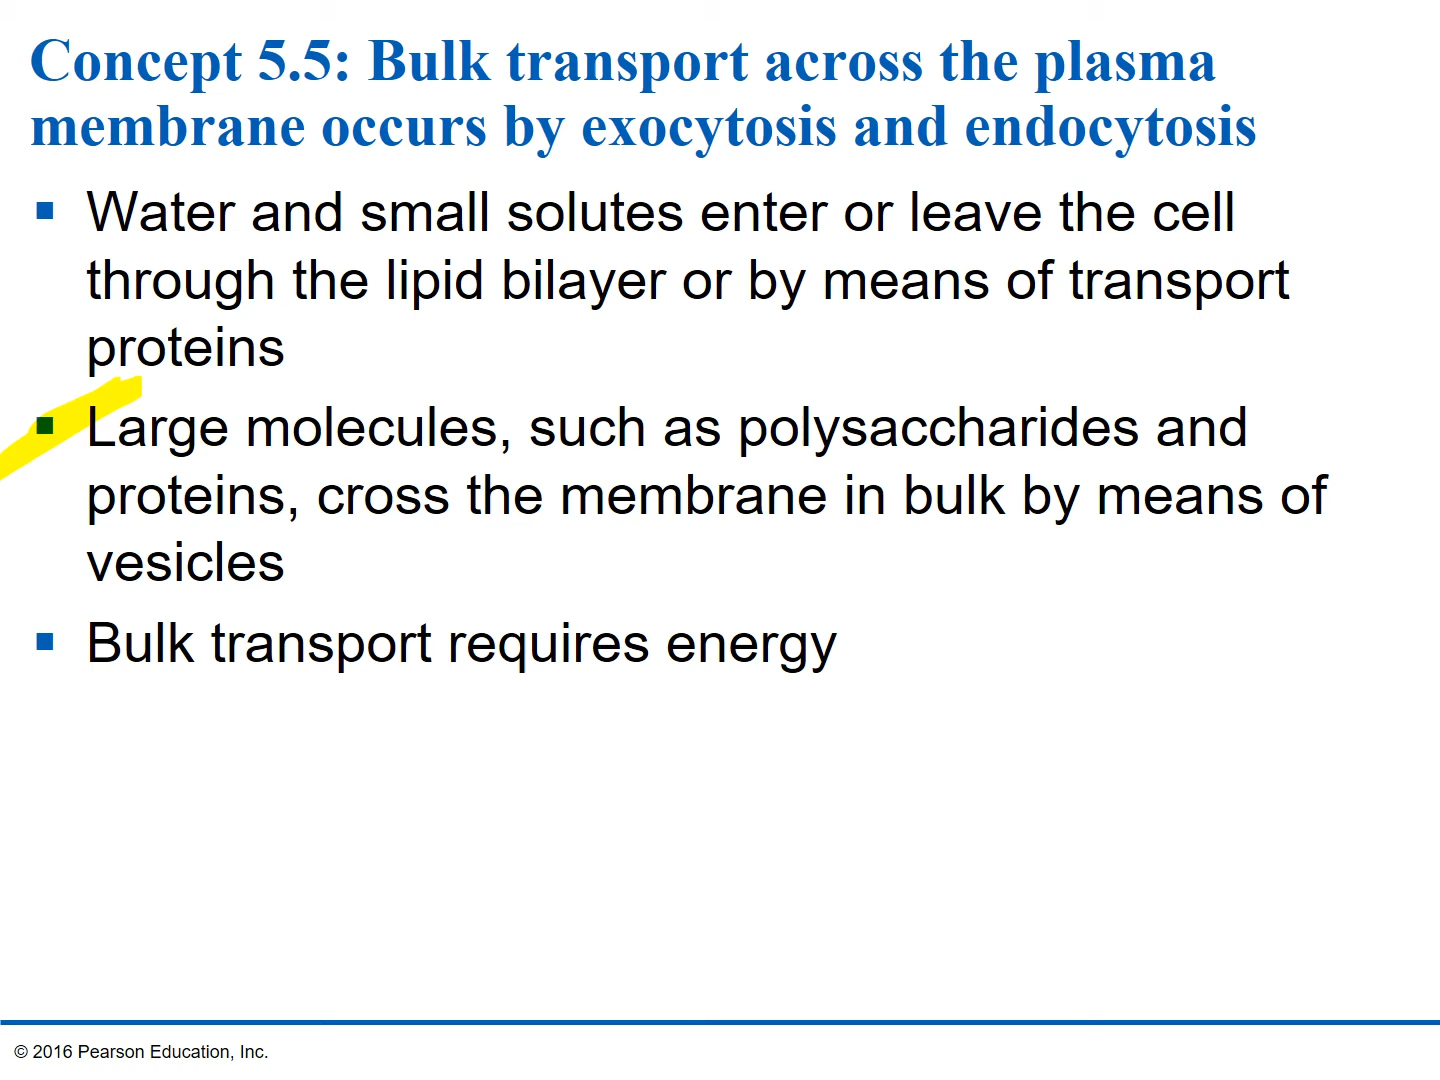 Concept 5.5: Bulk transport across the plasma
membrane occurs by exocytosis and endocytosis
▪ Water and small solutes enter or leave the cell
through the lipid bilayer or by means of transport
proteins
▪ Large molecules, such as polysaccharides and
proteins, cross the membrane in bulk by means of
vesicles
▪ Bulk transport requires energy
© 2016 Pearson Education, Inc.